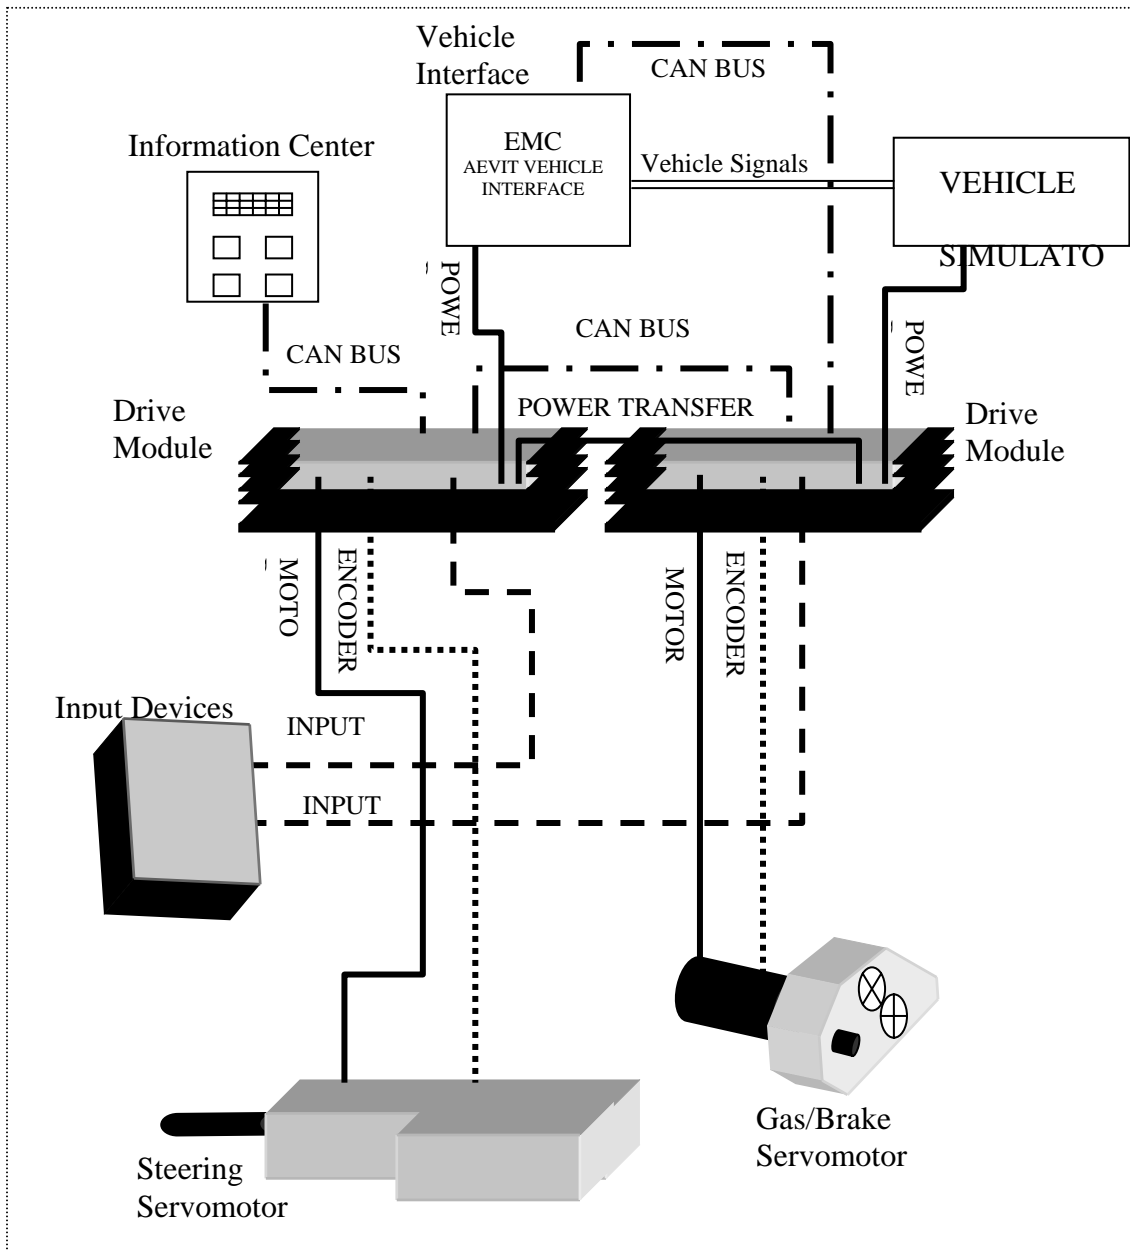 Vehicle
Interface
CAN BUS
EMC
AEVIT VEHICLE
INTERFACE
Information Center
Vehicle Signals
VEHICLE
SIMULATO
POWE
CAN BUS
POWE
CAN BUS
POWER TRANSFER
Drive
Module
Drive
Module
MOTO
ENCODER
MOTOR
ENCODER
Input Devices
INPUT
INPUT
Gas/Brake
Servomotor
Steering
Servomotor